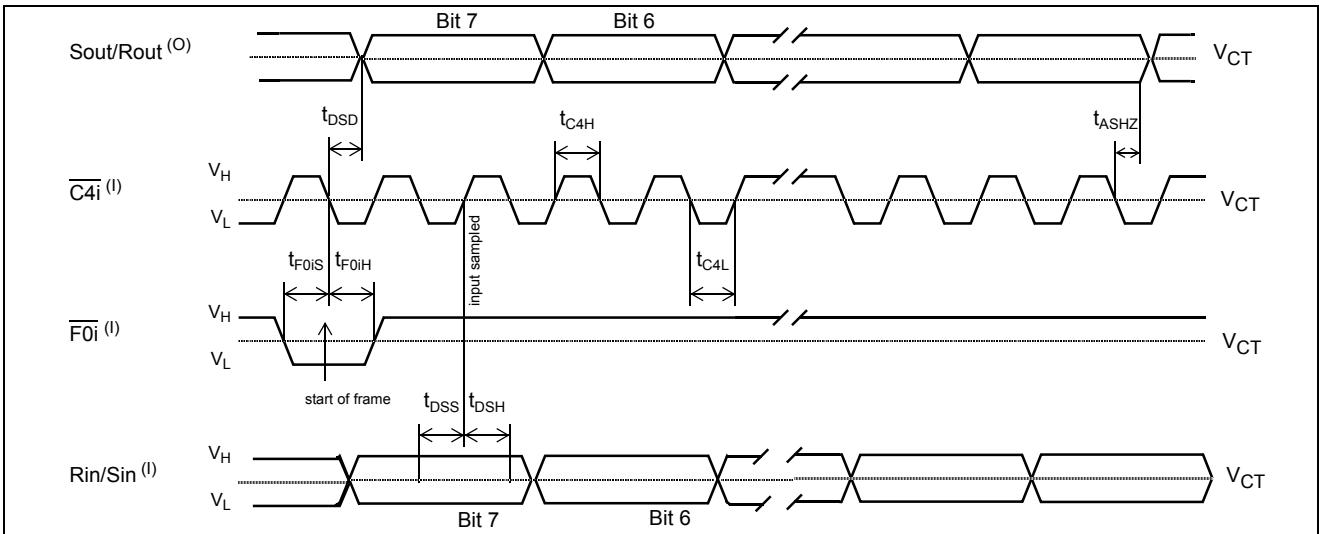 Bit 7 Bit 6
Sout/Rout (O)
VCT
tDSD
tC4H
tASHZ
VH
C4i (I)
VCT
VL
tF0iS tF0iH
input sampled
tC4L
VH
F0i (I)
VCT
VL
start of frame
tDSS tDSH
VH
Rin/Sin (I)
VCT
VL
Bit 7 Bit 6